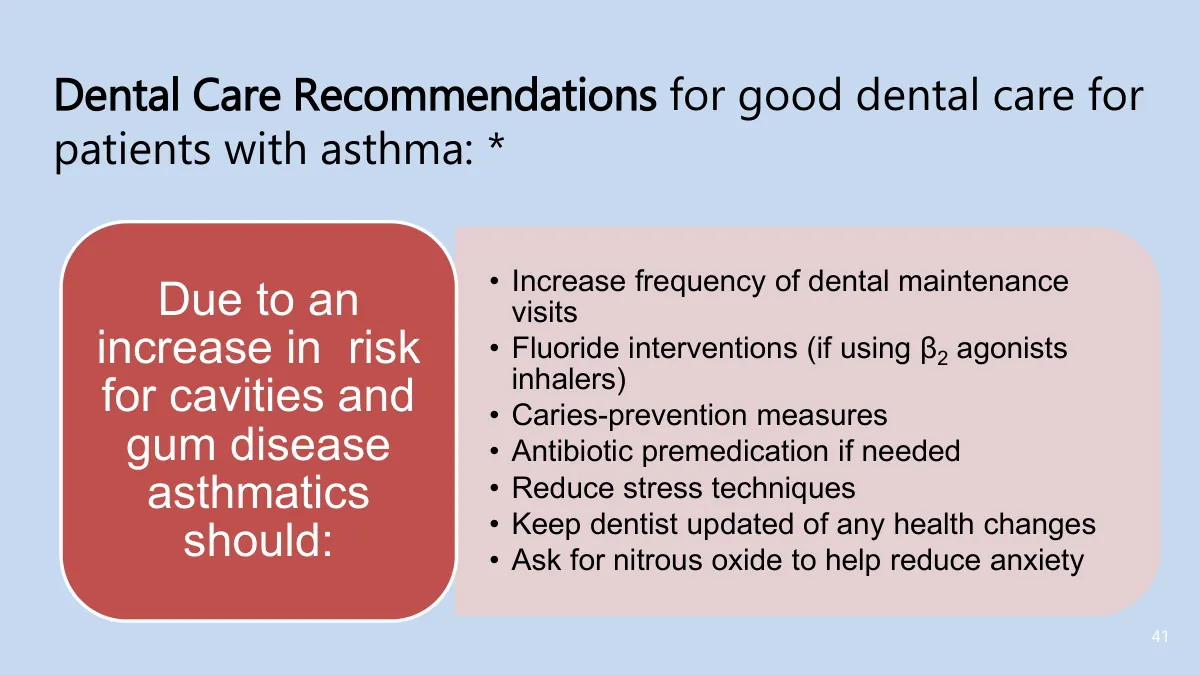 Dental Care Recommendations for good dental care for
patients with asthma: *
Due to an
increase in  risk
for cavities and
gum disease
asthmatics
should:
• Increase frequency of dental maintenance
visits
• Fluoride interventions (if using β₂ agonists
inhalers)
• Caries-prevention measures
• Antibiotic premedication if needed
• Reduce stress techniques
• Keep dentist updated of any health changes
• Ask for nitrous oxide to help reduce anxiety
41